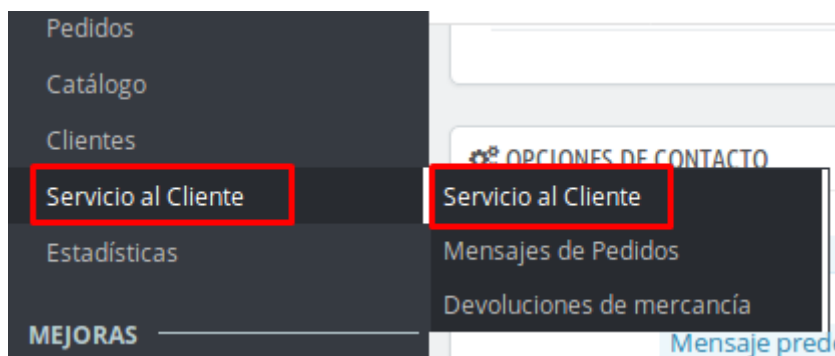 Pedidos
Catálogo
Clientes
Servicio al Cliente
Estadísticas
MEJORAS
OPCIONES DE CONTACTO
Servicio al Cliente
Mensajes de Pedidos
Devoluciones de mercancía
Mensaje